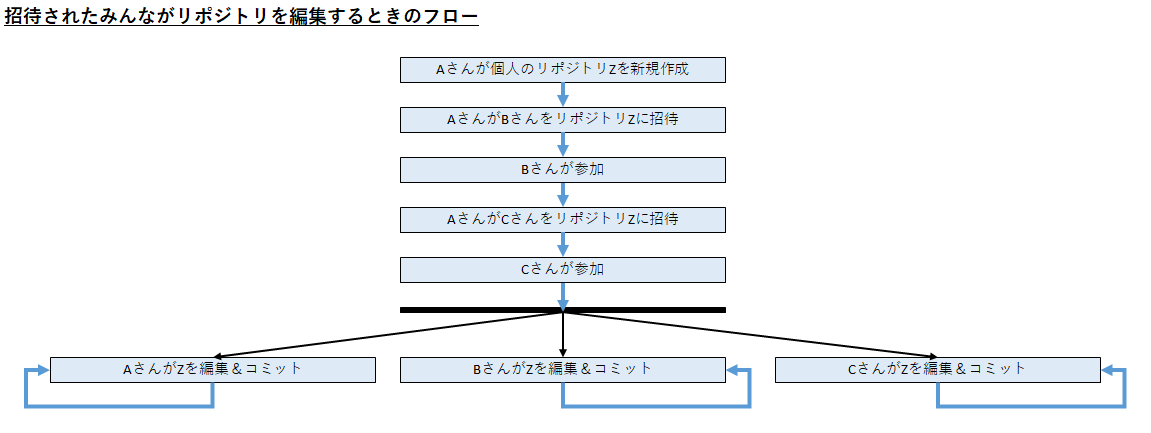 招待されたみんながリポジトリを編集するときのフロー
Aさんが個人のリポジトリZを新規作成
AさんがBさんをリポジトリZに招待
Bさんが参加
AさんがCさんをリポジトリZに招待
Cさんが参加
AさんがZを編集＆コミット
BさんがZを編集＆コミット
CさんがZを編集＆コミット